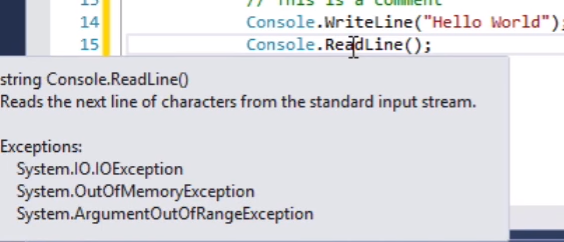 13 // This is a comment
14 Console.WriteLine("Hello World");
15 Console.ReadLine();
string Console.ReadLine()
Reads the next line of characters from the standard input stream.
Exceptions:
System.IO.IOException
System.OutOfMemoryException
System.ArgumentOutOfRangeException